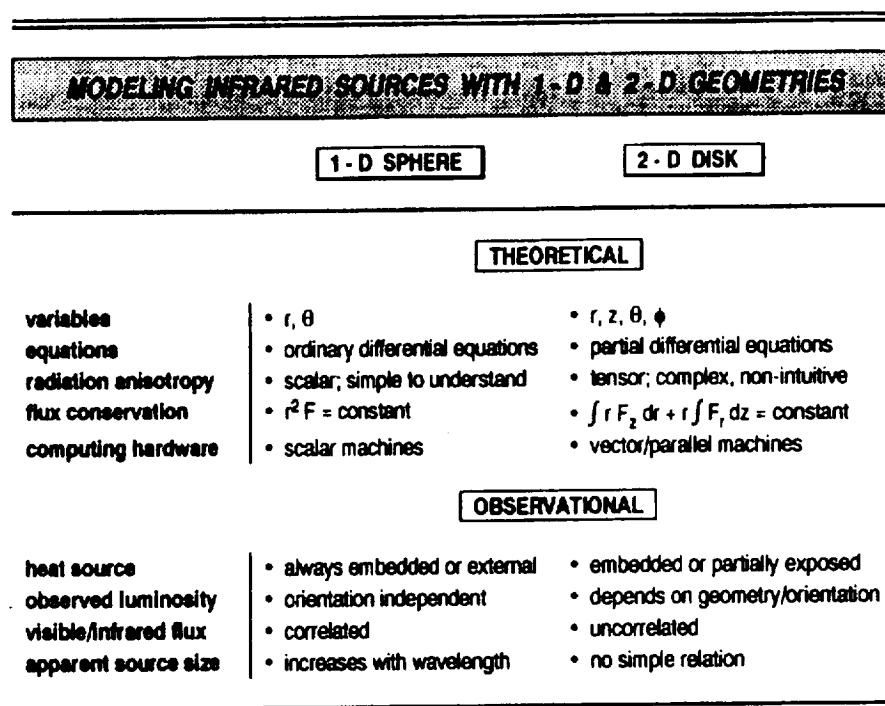 MODELING INFRARED SOURCES WITH 1-D & 2-D GEOMETRIES
1 - D SPHERE 2 - D DISK
THEORETICAL
variables • r, θ • r, z, θ, ϕ
equations • ordinary differential equations • partial differential equations
radiation anisotropy • scalar; simple to understand • tensor; complex, non-intuitive
flux conservation • r² F = constant • ∫ r F_z dr + r ∫ F_r dz = constant
computing hardware • scalar machines • vector/parallel machines
OBSERVATIONAL
heat source • always embedded or external • embedded or partially exposed
observed luminosity • orientation independent • depends on geometry/orientation
visible/infrared flux • correlated • uncorrelated
apparent source size • increases with wavelength • no simple relation